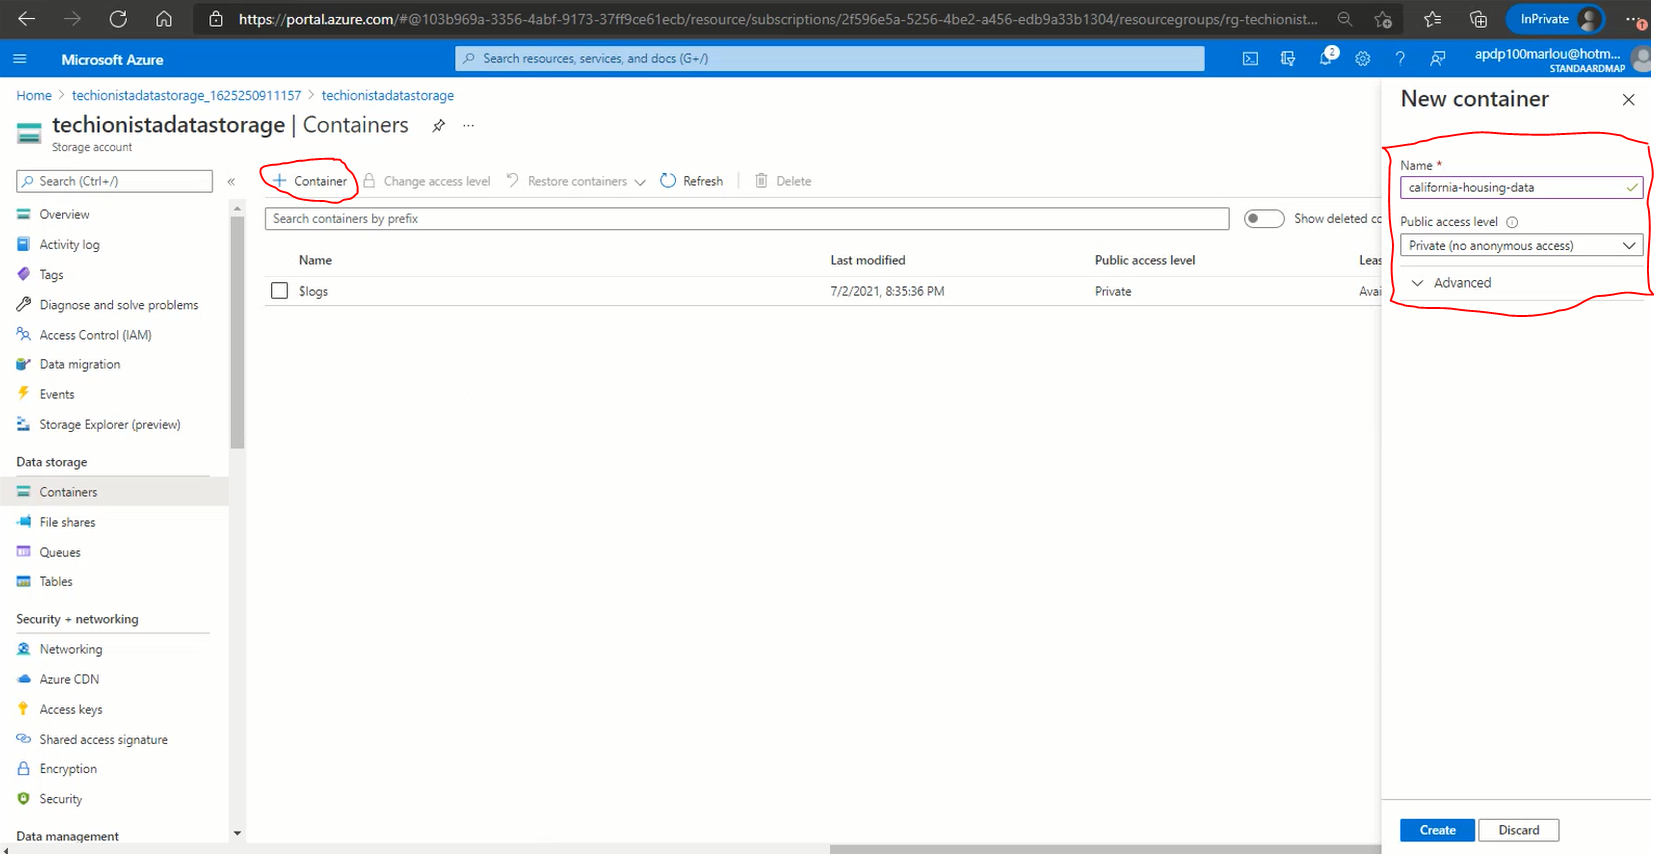 https://portal.azure.com/#@103b969a-3356-4abf-9173-37ff9ce61ecb/resource/subscriptions/2f596e5a-5256-4be2-a456-edb9a33b1304/resourcegroups/rg-techionist...
InPrivate
Microsoft Azure
Search resources, services, and docs (G+/)
2
apdp100marlou@hotm...
STANDAARDMAP
Home > techionistadatastorage_1625250911157 > techionistadatastorage
techionistadatastorage | Containers
Storage account
Search (Ctrl+/)
Overview
Activity log
Tags
Diagnose and solve problems
Access Control (IAM)
Data migration
Events
Storage Explorer (preview)
Data storage
Containers
File shares
Queues
Tables
Security + networking
Networking
Azure CDN
Access keys
Shared access signature
Encryption
Security
Data management
+ Container
Change access level
Restore containers
Refresh
Delete
Search containers by prefix
Show deleted co
Name Last modified Public access level Leas
$logs 7/2/2021, 8:35:36 PM Private Avai
New container
Name *
california-housing-data
Public access level
Private (no anonymous access)
Advanced
Create
Discard